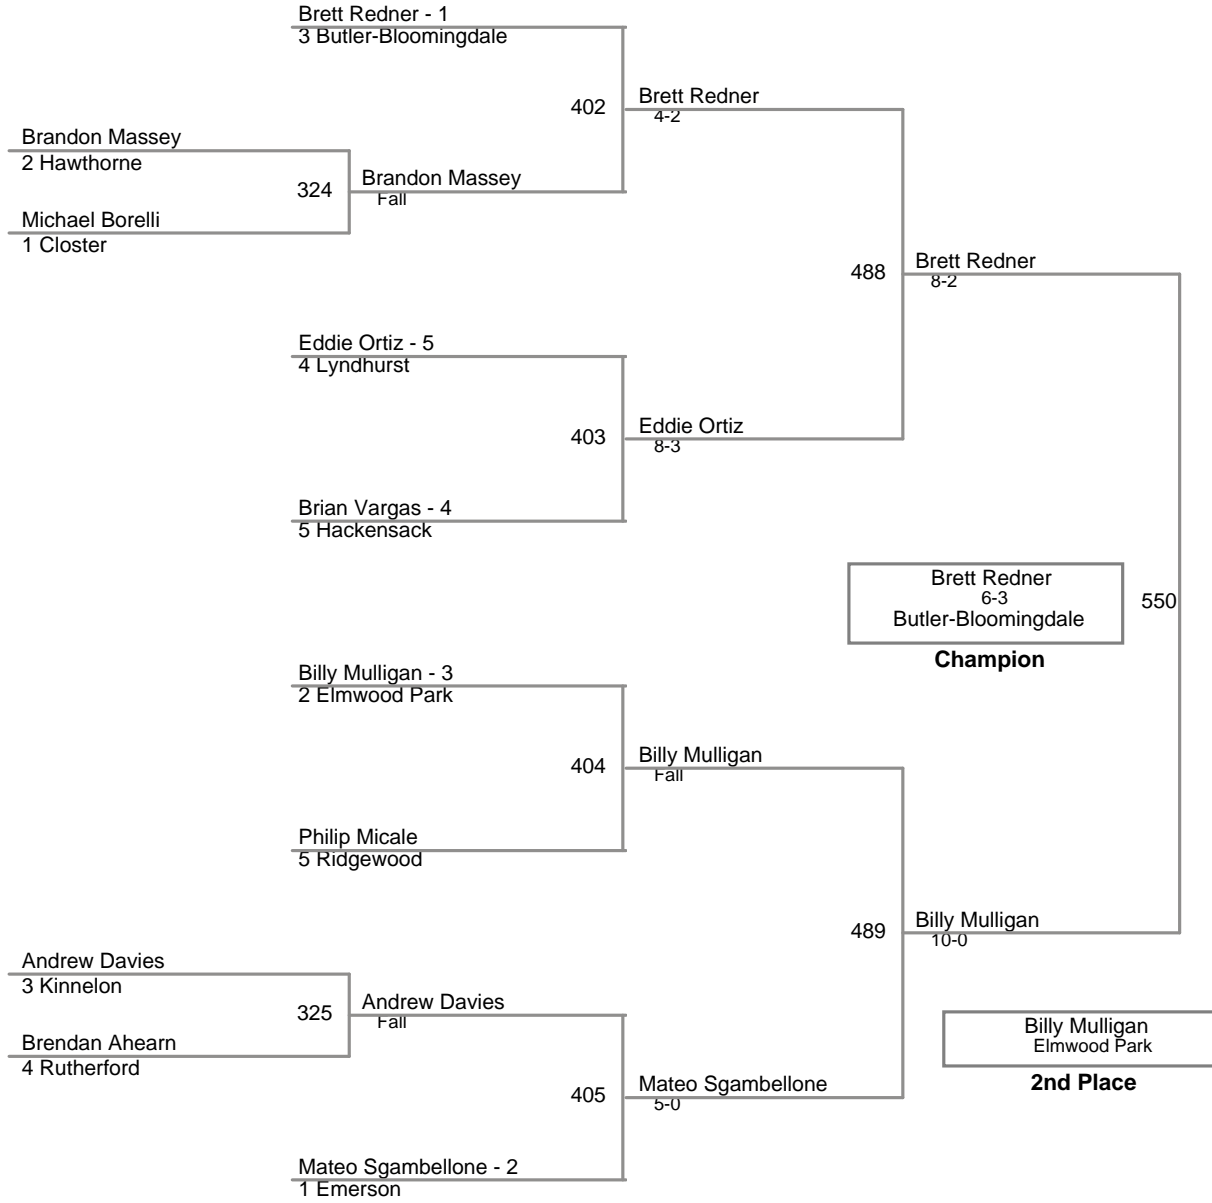 Brett Redner - 1
3 Butler-Bloomingdale
402
Brett Redner
4-2
Brandon Massey
2 Hawthorne
324
Brandon Massey
Fall
Michael Borelli
1 Closter
488
Brett Redner
8-2
Eddie Ortiz - 5
4 Lyndhurst
403
Eddie Ortiz
8-3
Brian Vargas - 4
5 Hackensack
Brett Redner
6-3
Butler-Bloomingdale
550
Champion
Billy Mulligan - 3
2 Elmwood Park
404
Billy Mulligan
Fall
Philip Micale
5 Ridgewood
489
Billy Mulligan
10-0
Andrew Davies
3 Kinnelon
325
Andrew Davies
Fall
Brendan Ahearn
4 Rutherford
Billy Mulligan
Elmwood Park
2nd Place
405
Mateo Sgambellone
5-0
Mateo Sgambellone - 2
1 Emerson